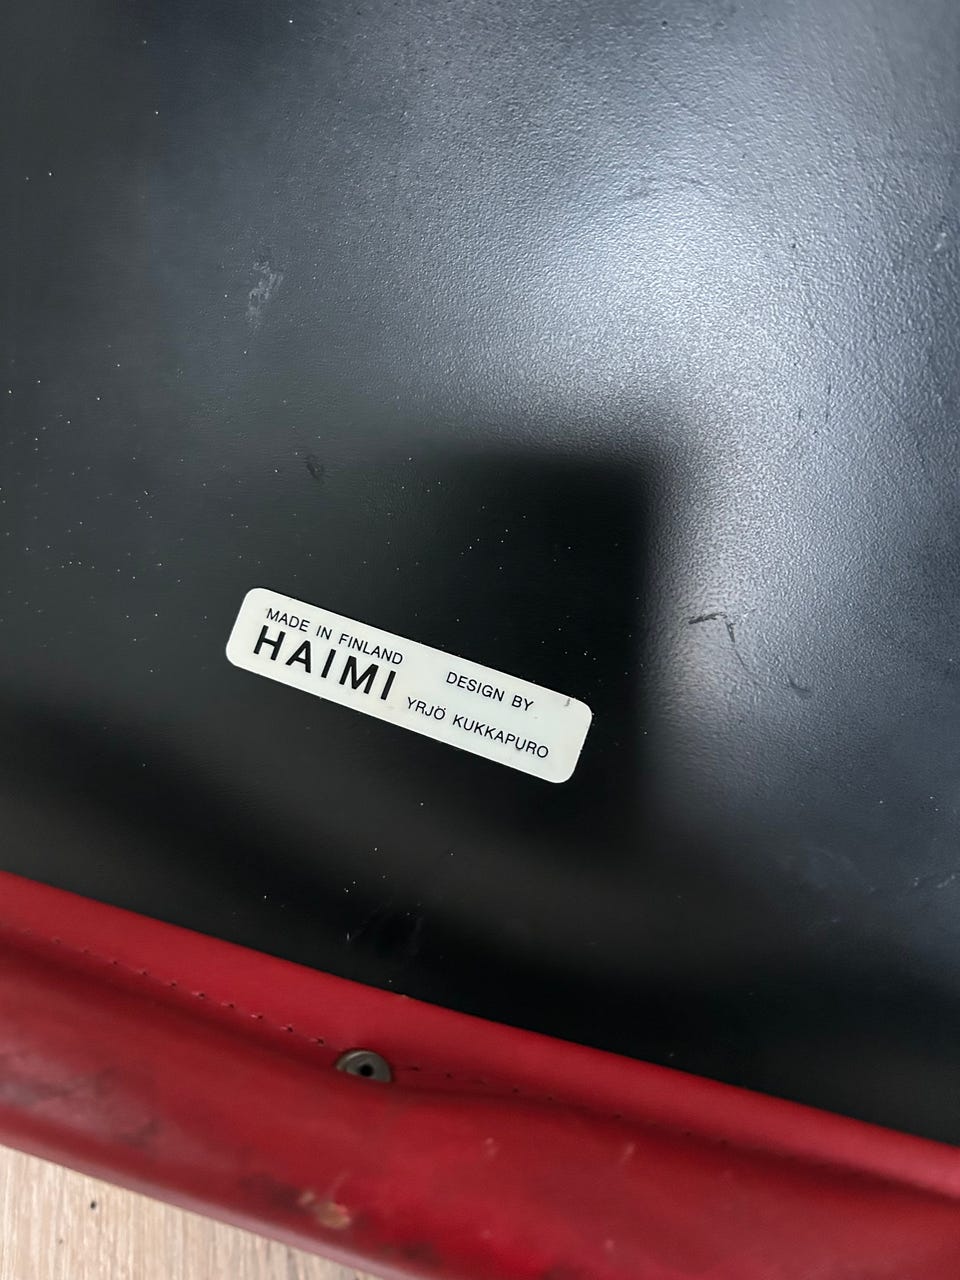 MADE IN FINLAND
HAIMI
DESIGN BY
YRJÖ KUKKAPURO